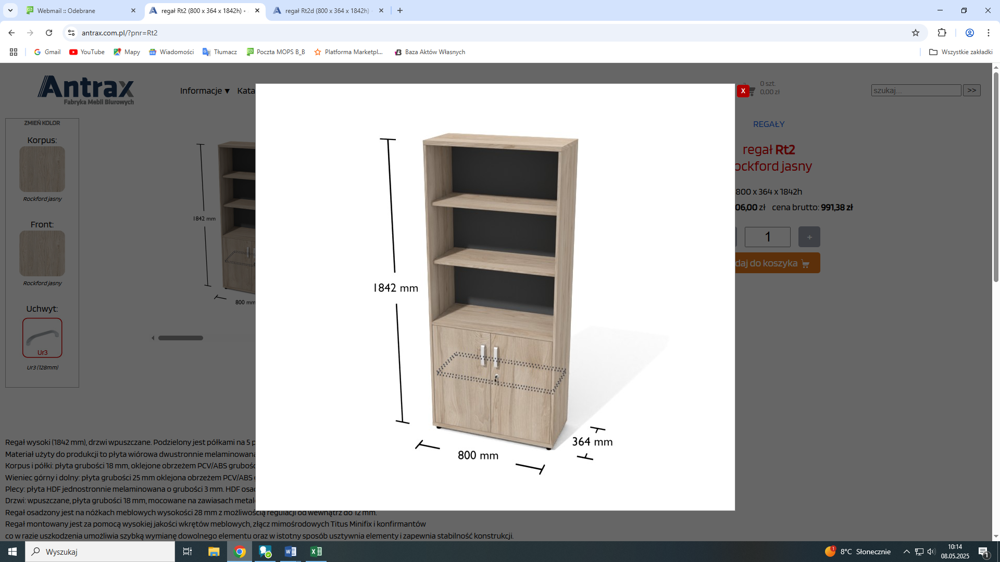 Webmail :: Odebrane
regał Rt2 (800 x 364 x 1842h) •
regał Rt2d (800 x 364 x 1842h)
antrax.com.pl/?pnr=Rt2
Gmail
YouTube
Mapy
Wiadomości
Tłumacz
Poczta MOPS B_B
Platforma Marketpl...
Baza Aktów Własnych
Wszystkie zakładki
Antrax
Fabryka Mebli Biurowych
Informacje ▼ Kata
X
0 szt.
0,00 zł
szukaj...
>>
ZMIEŃ KOLOR
Korpus:
Rockford jasny
Front:
Rockford jasny
Uchwyt:
Ur3
Ur3 (128mm)
1842 mm
800 mm
1842 mm
800 mm
364 mm
REGAŁY
regał Rt2
ockford jasny
800 x 364 x 1842h
06,00 zł cena brutto: 991,38 zł
1
+
daj do koszyka
Regał wysoki (1842 mm), drzwi wpuszczane. Podzielony jest półkami na 5 p
Materiał użyty do produkcji to płyta wiórowa dwustronnie melaminowana
Korpus i półki: płyta grubości 18 mm, oklejone obrzeżem PCV/ABS grubośc
Wieniec górny i dolny: płyta grubości 25 mm oklejona obrzeżem PCV/ABS g
Plecy: płyta HDF jednostronnie melaminowana o grubości 3 mm. HDF osad
Drzwi: wpuszczane, płyta grubości 18 mm, mocowane na zawiasach metal
Regał osadzony jest na nóżkach meblowych wysokości 28 mm z możliwością regulacji od wewnątrz do 12 mm.
Regał montowany jest za pomocą wysokiej jakości wkrętów meblowych, złącz mimośrodowych Titus Minifix i konfirmantów
co w razie uszkodzenia umożliwia szybką wymianę dowolnego elementu oraz w istotny sposób usztywnia elementy i zapewnia stabilność konstrukcji.
Wyszukaj
1
8°C Słonecznie
10:14
08.05.2025
1